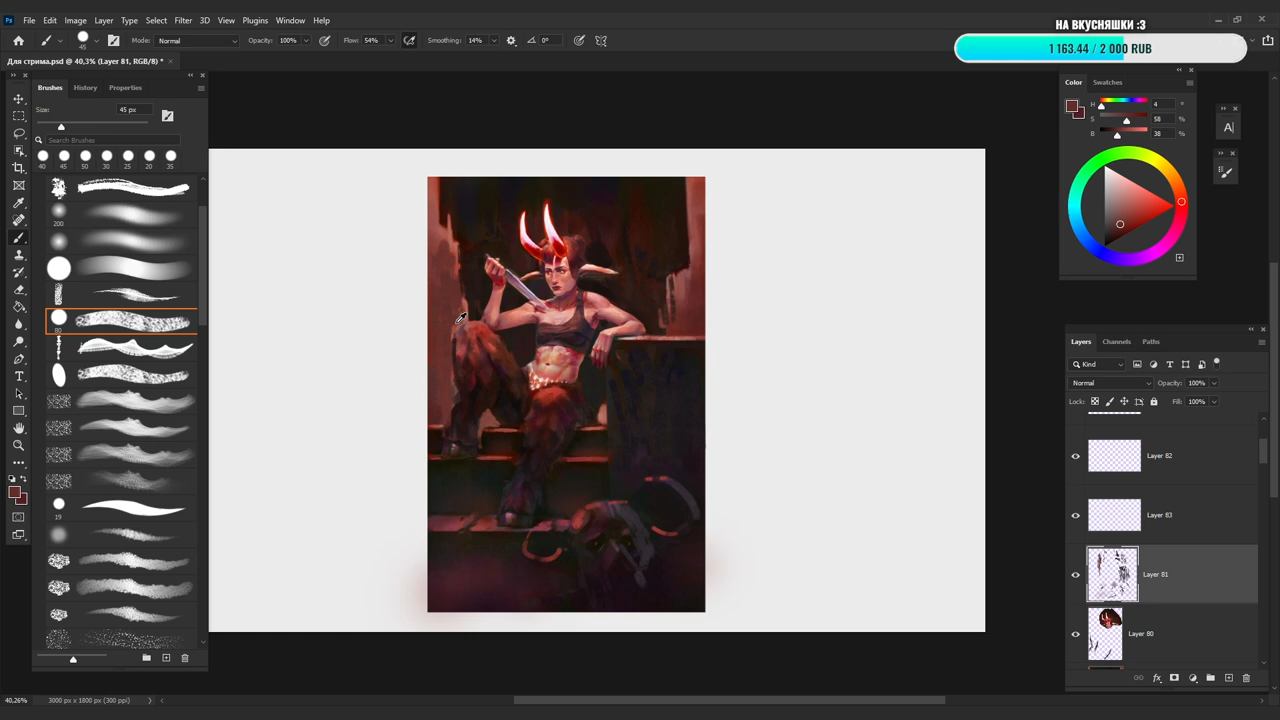 Ps File Edit Image Layer Type Select Filter 3D View Plugins Window Help
НА ВКУСНЯШКИ :3
1 163.44 / 2 000 RUB
45 Mode: Normal Opacity: 100% Flow: 54% Smoothing: 14% 0°
Для стрима.psd @ 40,3% (Layer 81, RGB/8) *
Brushes History Properties
Size: 45 px
Search Brushes
40 45 50 30 25 20 35
200
80
19
Color Swatches
H 4 °
S 58 %
B 38 %
A
Layers Channels Paths
Kind
Normal Opacity: 100%
Lock: Fill: 100%
Layer 82
Layer 83
Layer 81
Layer 80
fx
40,26% 3000 px x 1800 px (300 ppi)